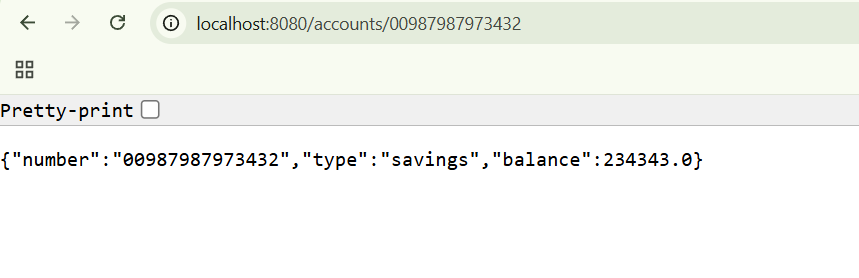 localhost:8080/accounts/00987987973432
Pretty-print
{"number":"00987987973432","type":"savings","balance":234343.0}